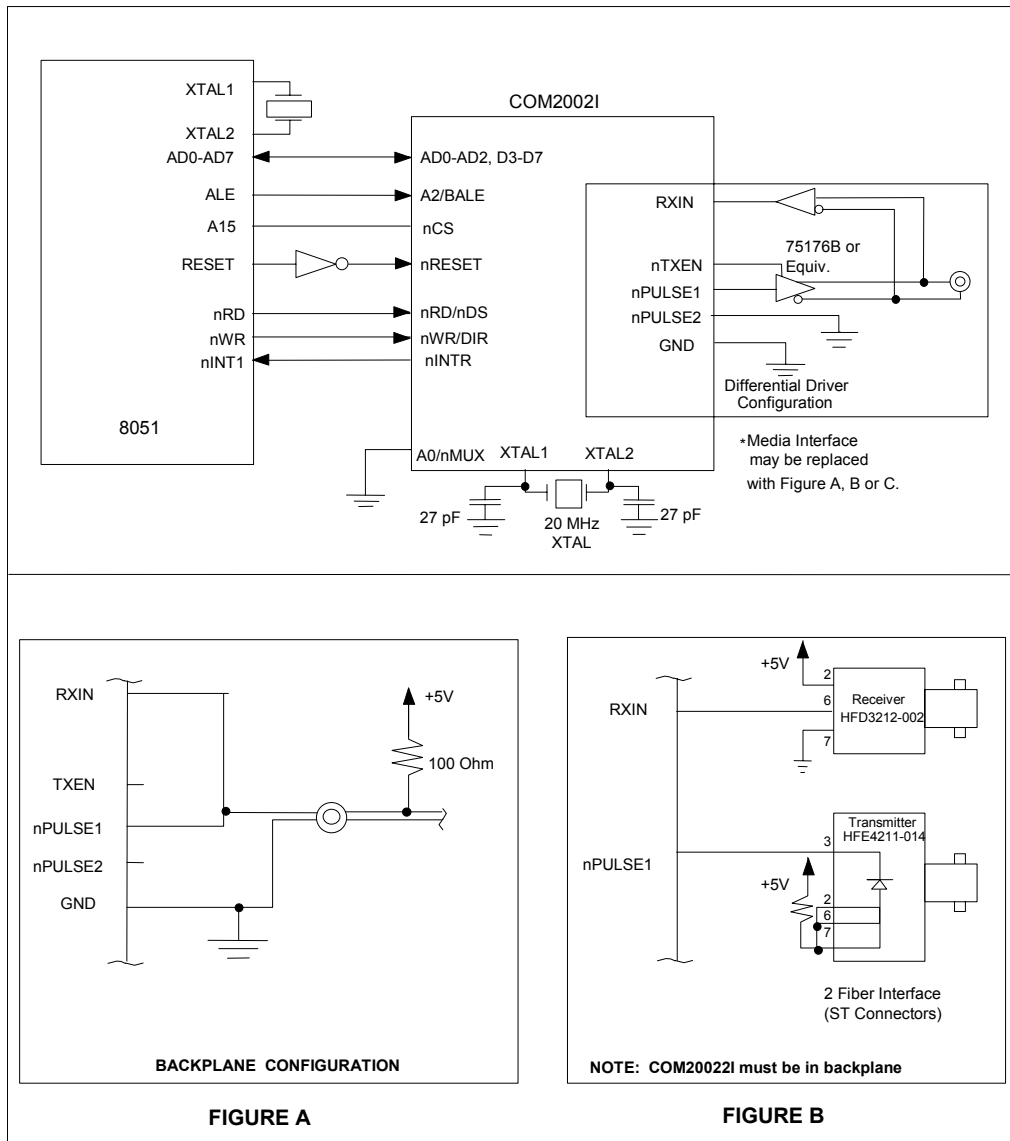 XTAL1
XTAL2
AD0-AD7
ALE
A15
RESET
nRD
nWR
nINT1
8051
COM2002I
AD0-AD2, D3-D7
A2/BALE
nCS
nRESET
nRD/nDS
nWR/DIR
nINTR
A0/nMUX
XTAL1
XTAL2
27 pF
20 MHz
XTAL
27 pF
RXIN
nTXEN
nPULSE1
nPULSE2
GND
75176B or
Equiv.
Differential Driver
Configuration
*Media Interface
may be replaced
with Figure A, B or C.
RXIN
TXEN
nPULSE1
nPULSE2
GND
+5V
100 Ohm
BACKPLANE CONFIGURATION
FIGURE A
RXIN
nPULSE1
+5V
2
6
7
Receiver
HFD3212-002
Transmitter
HFE4211-014
3
+5V
2
6
7
2 Fiber Interface
(ST Connectors)
NOTE: COM20022I must be in backplane
FIGURE B